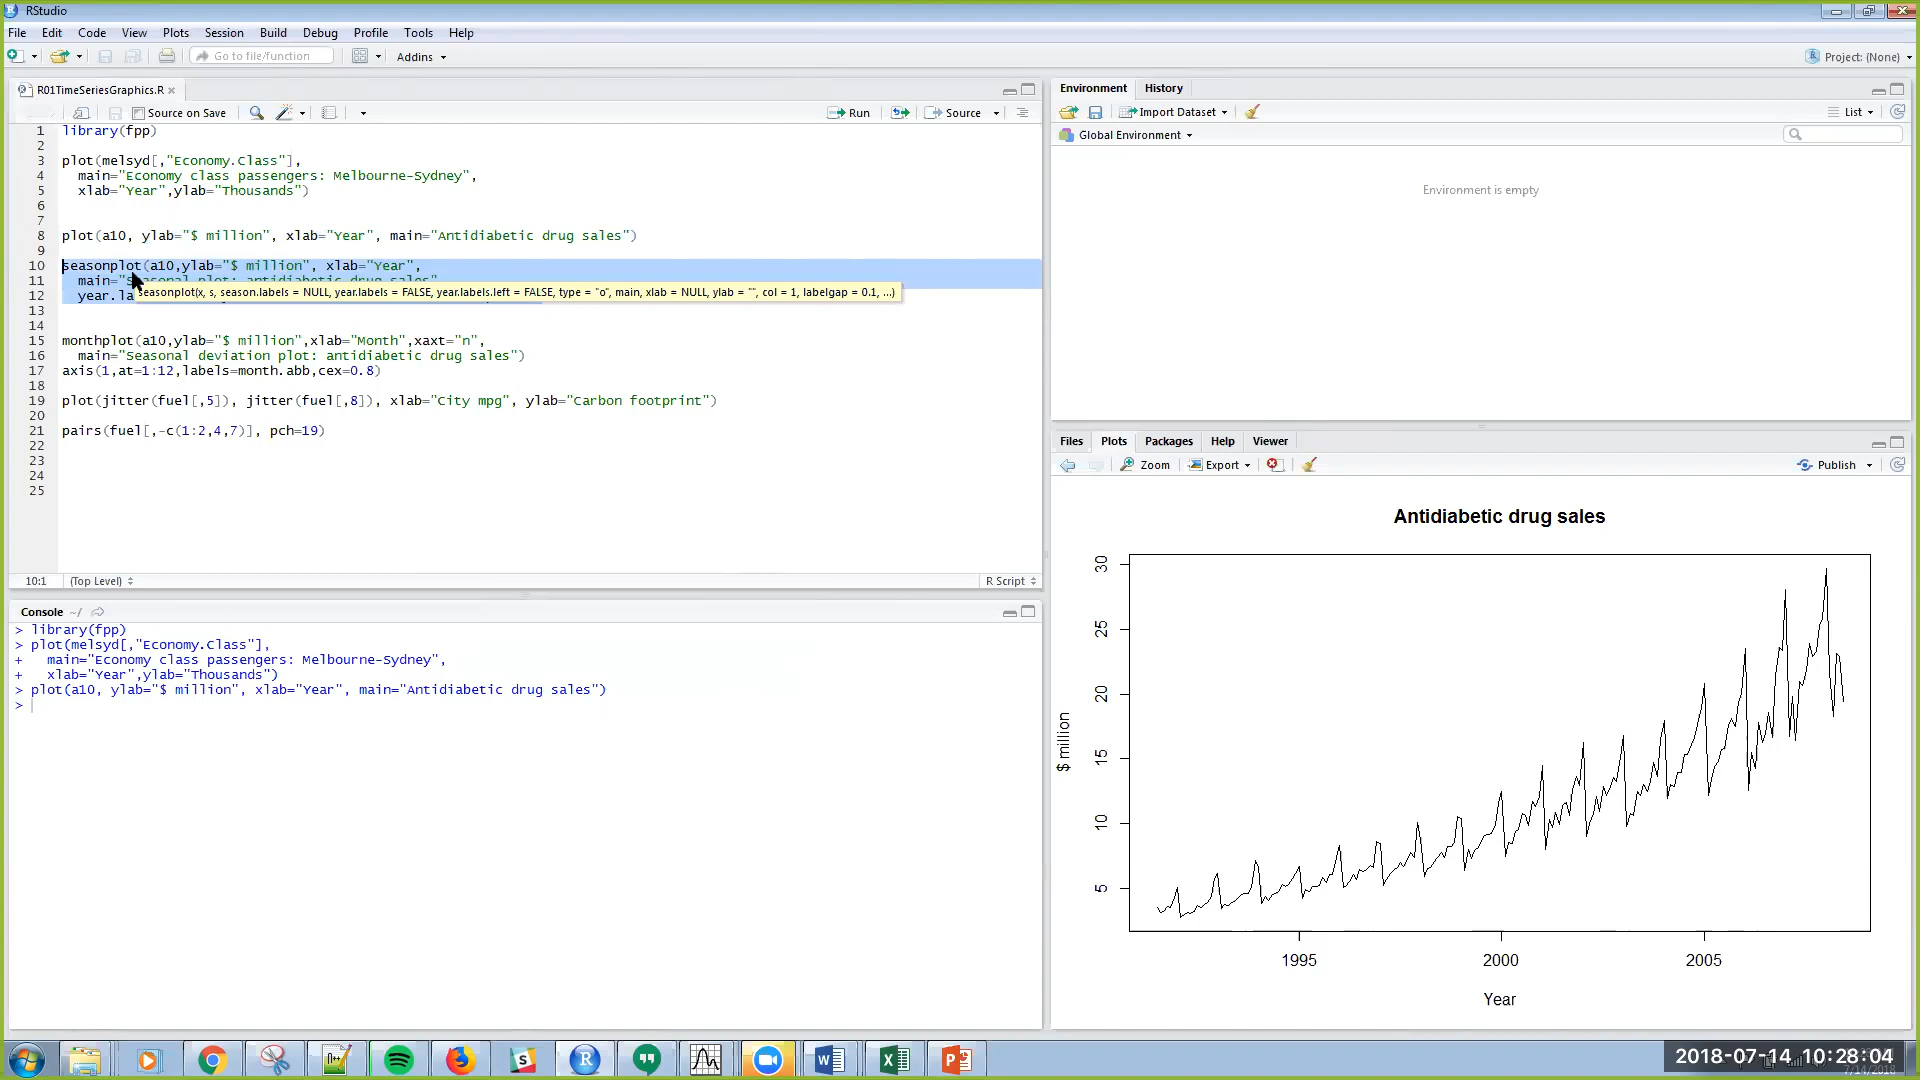 RStudio
File Edit Code View Plots Session Build Debug Profile Tools Help
Go to file/function Addins Project: (None)
R01TimeSeriesGraphics.R
Source on Save Run Source
1 library(fpp)
2
3 plot(melsyd[,"Economy.Class"],
4 main="Economy class passengers: Melbourne-Sydney",
5 xlab="Year",ylab="Thousands")
6
7
8 plot(a10, ylab="$ million", xlab="Year", main="Antidiabetic drug sales")
9
10 seasonplot(a10,ylab="$ million", xlab="Year",
11 main="Seasonal plot: antidiabetic drug sales",
12 year.la
seasonplot(x, s, season.labels = NULL, year.labels = FALSE, year.labels.left = FALSE, type = "o", main, xlab = NULL, ylab = "", col = 1, labelgap = 0.1, ...)
13
14
15 monthplot(a10,ylab="$ million",xlab="Month",xaxt="n",
16 main="Seasonal deviation plot: antidiabetic drug sales")
17 axis(1,at=1:12,labels=month.abb,cex=0.8)
18
19 plot(jitter(fuel[,5]), jitter(fuel[,8]), xlab="City mpg", ylab="Carbon footprint")
20
21 pairs(fuel[,-c(1:2,4,7)], pch=19)
22
23
24
25
10:1 (Top Level) R Script
Console ~/
> library(fpp)
> plot(melsyd[,"Economy.Class"],
+ main="Economy class passengers: Melbourne-Sydney",
+ xlab="Year",ylab="Thousands")
> plot(a10, ylab="$ million", xlab="Year", main="Antidiabetic drug sales")
>
Environment History
Import Dataset List
Global Environment
Environment is empty
Files Plots Packages Help Viewer
Zoom Export Publish
Antidiabetic drug sales
30
25
20
15
10
5
$ million
1995 2000 2005
Year
2018-07-14 10:28:04
7/14/2018